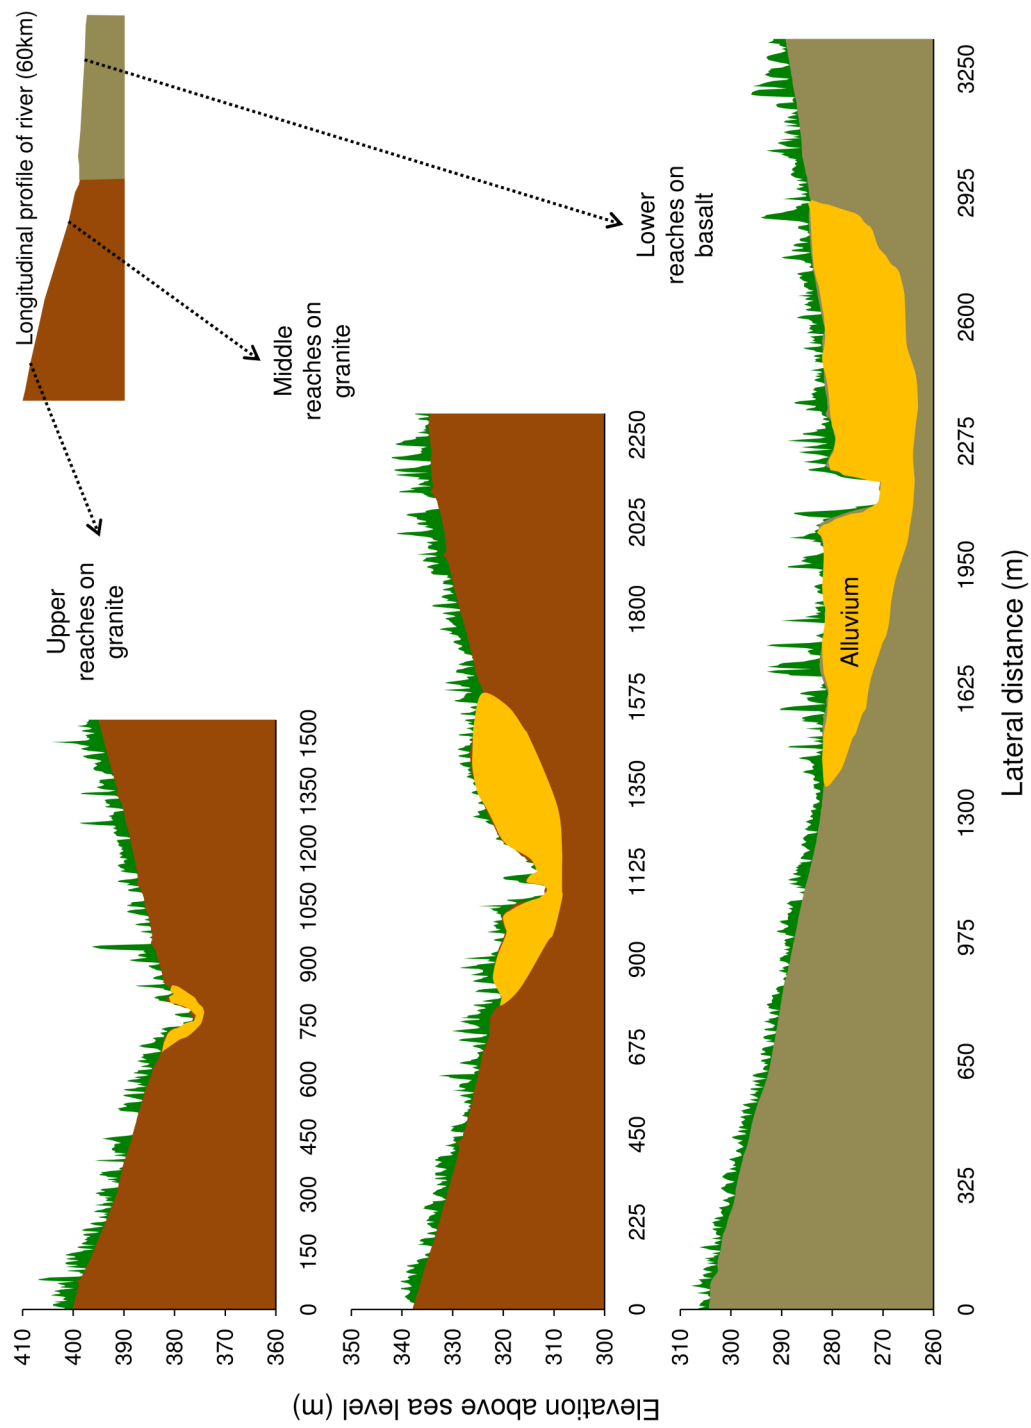 Longitudinal profile of river (60km)
Upper
reaches on
granite
Middle
reaches on
granite
Lower
reaches on
basalt
Elevation above sea level (m)
410
400
390
380
370
360
0 150 300 450 600 750 900 1050 1200 1350 1500
350
340
330
320
310
300
0 225 450 675 900 1125 1350 1575 1800 2025 2250
310
300
290
280
270
260
Alluvium
0 325 650 975 1300 1625 1950 2275 2600 2925 3250
Lateral distance (m)